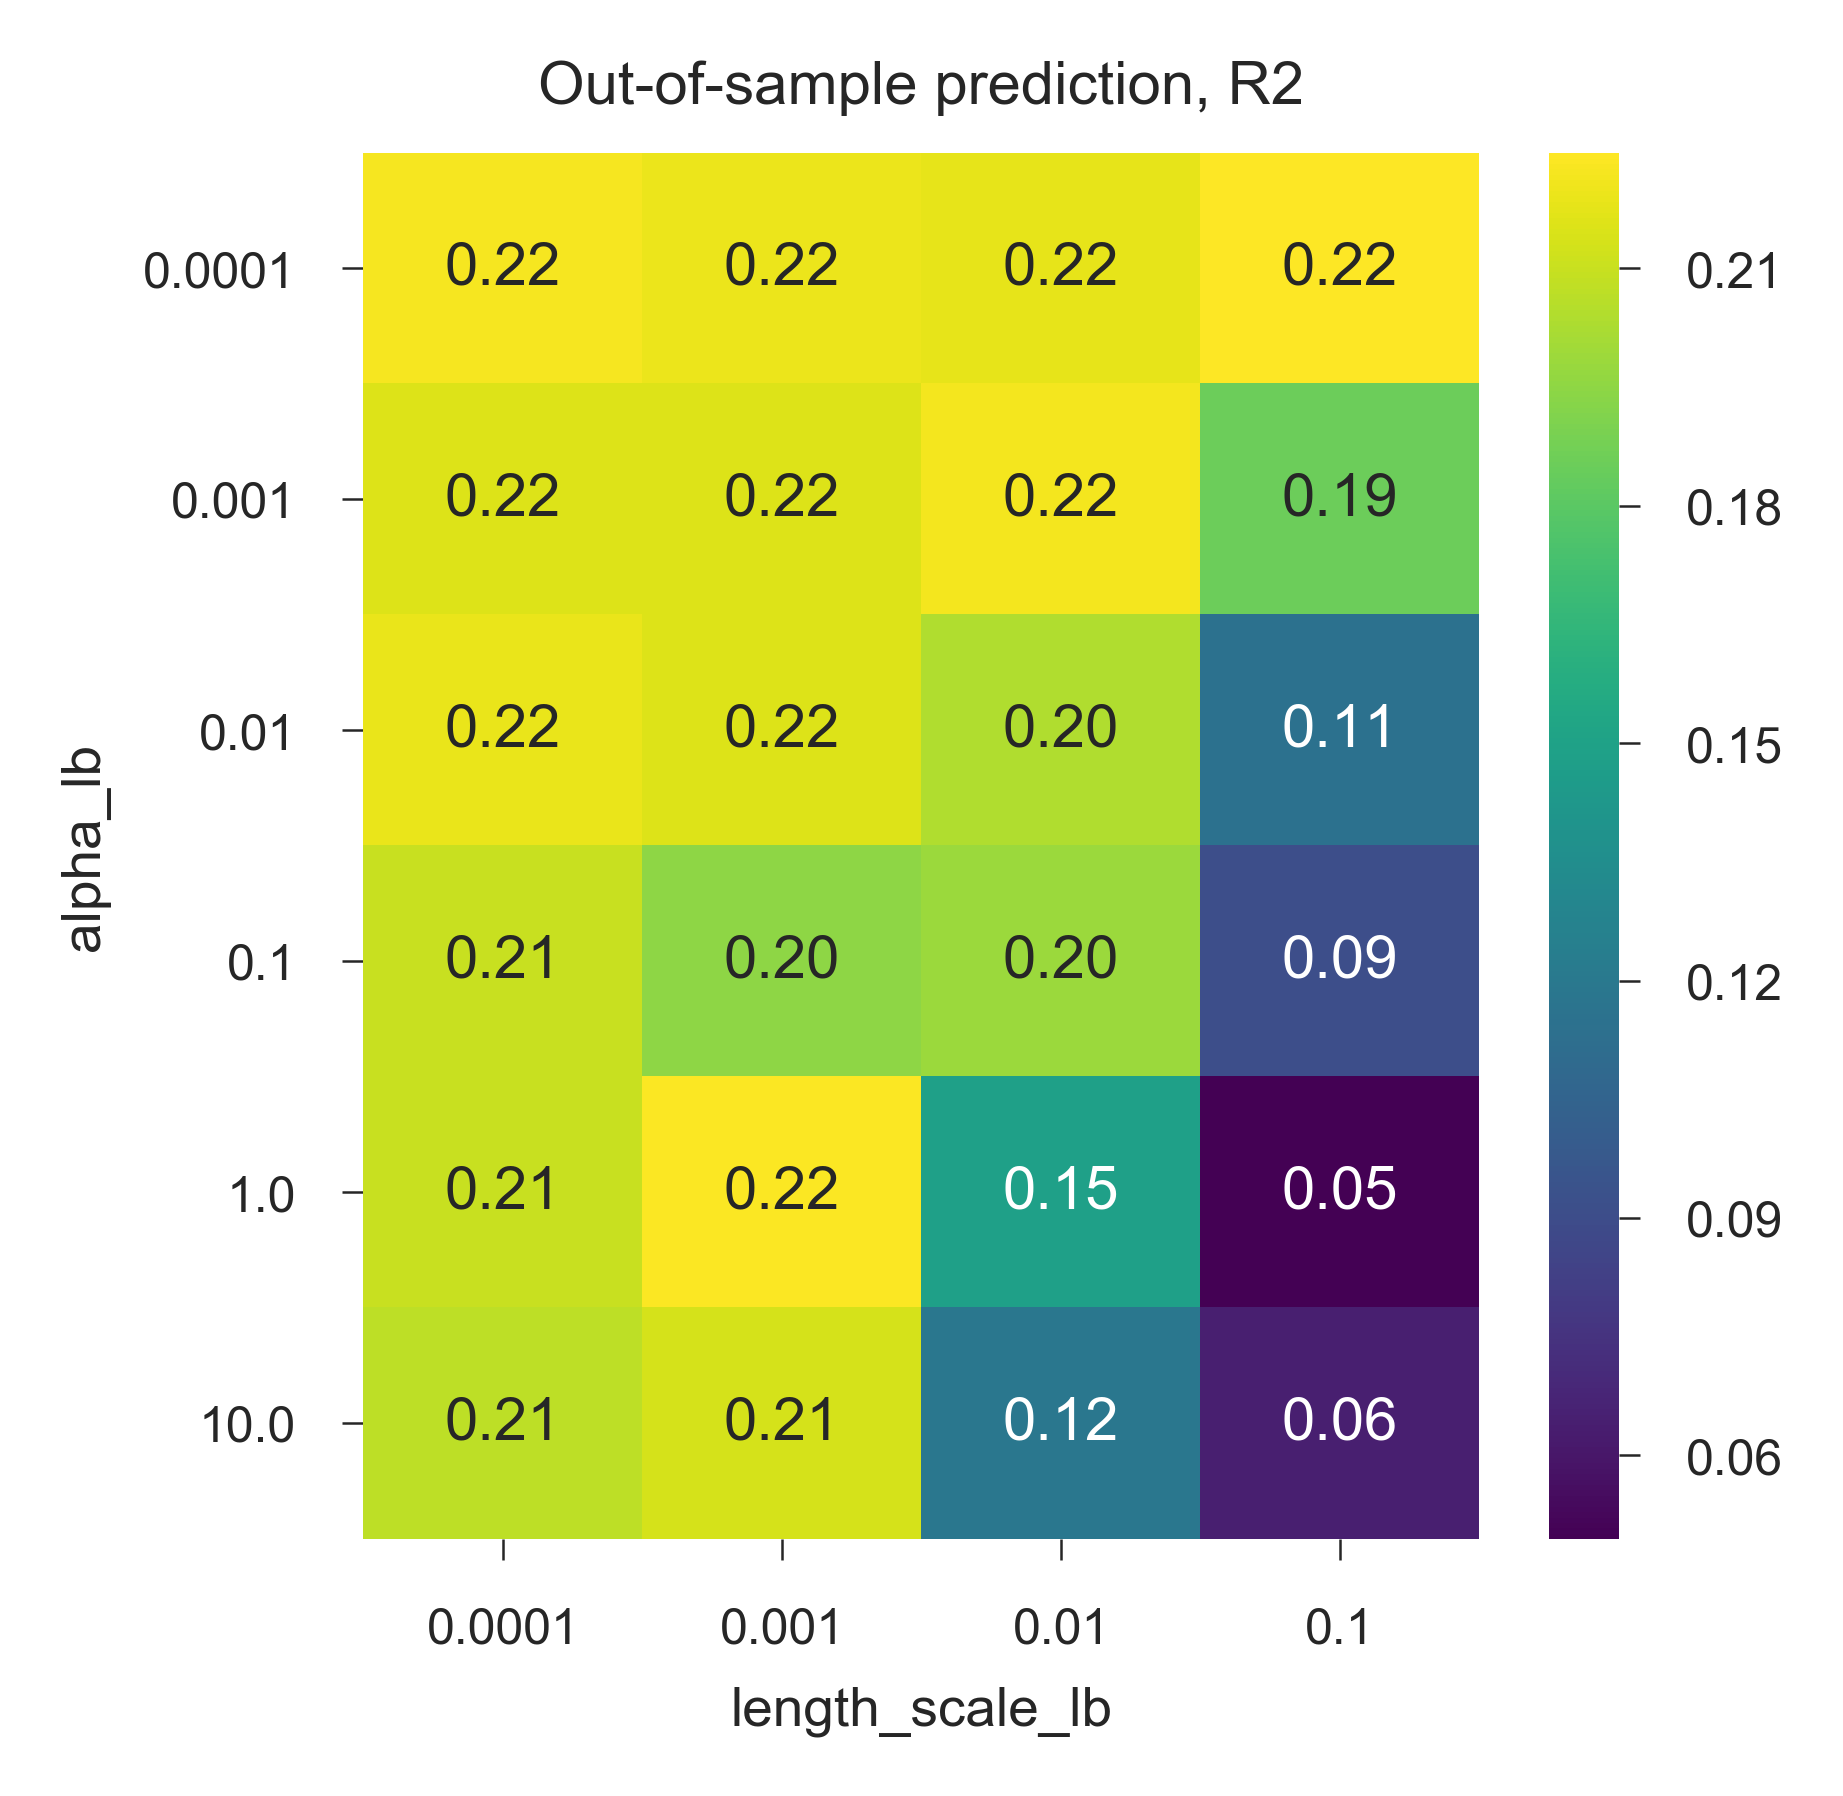 Out-of-sample prediction, R2
0.0001 0.22 0.22 0.22 0.22 0.21
0.001 0.22 0.22 0.22 0.19 0.18
0.01 0.22 0.22 0.20 0.11 0.15
alpha_lb
0.1 0.21 0.20 0.20 0.09 0.12
1.0 0.21 0.22 0.15 0.05 0.09
10.0 0.21 0.21 0.12 0.06 0.06
0.0001 0.001 0.01 0.1
length_scale_lb